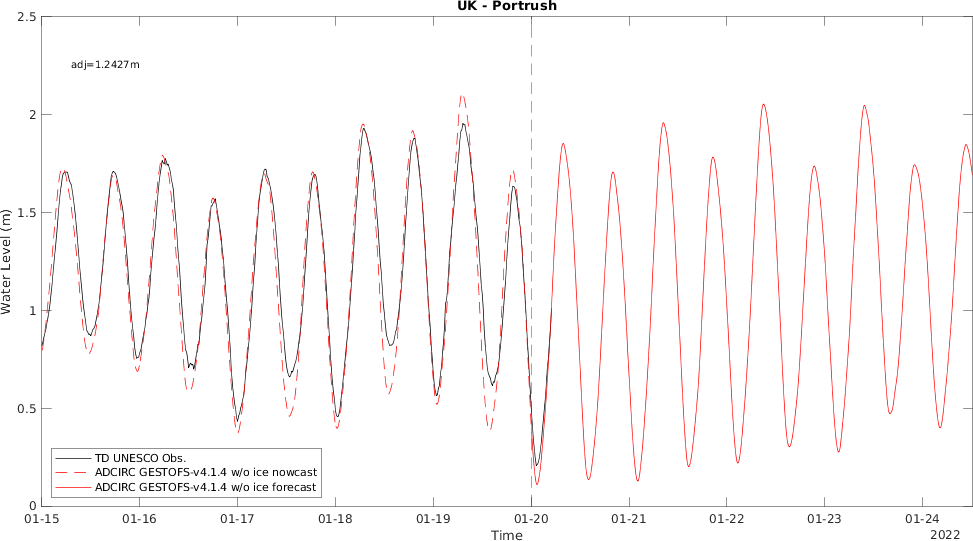 UK - Portrush
2.5
adj=1.2427m
2
1.5
Water Level (m)
1
0.5
TD UNESCO Obs.
ADCIRC GESTOFS-v4.1.4 w/o ice nowcast
ADCIRC GESTOFS-v4.1.4 w/o ice forecast
0
01-15 01-16 01-17 01-18 01-19 01-20 01-21 01-22 01-23 01-24
Time
2022